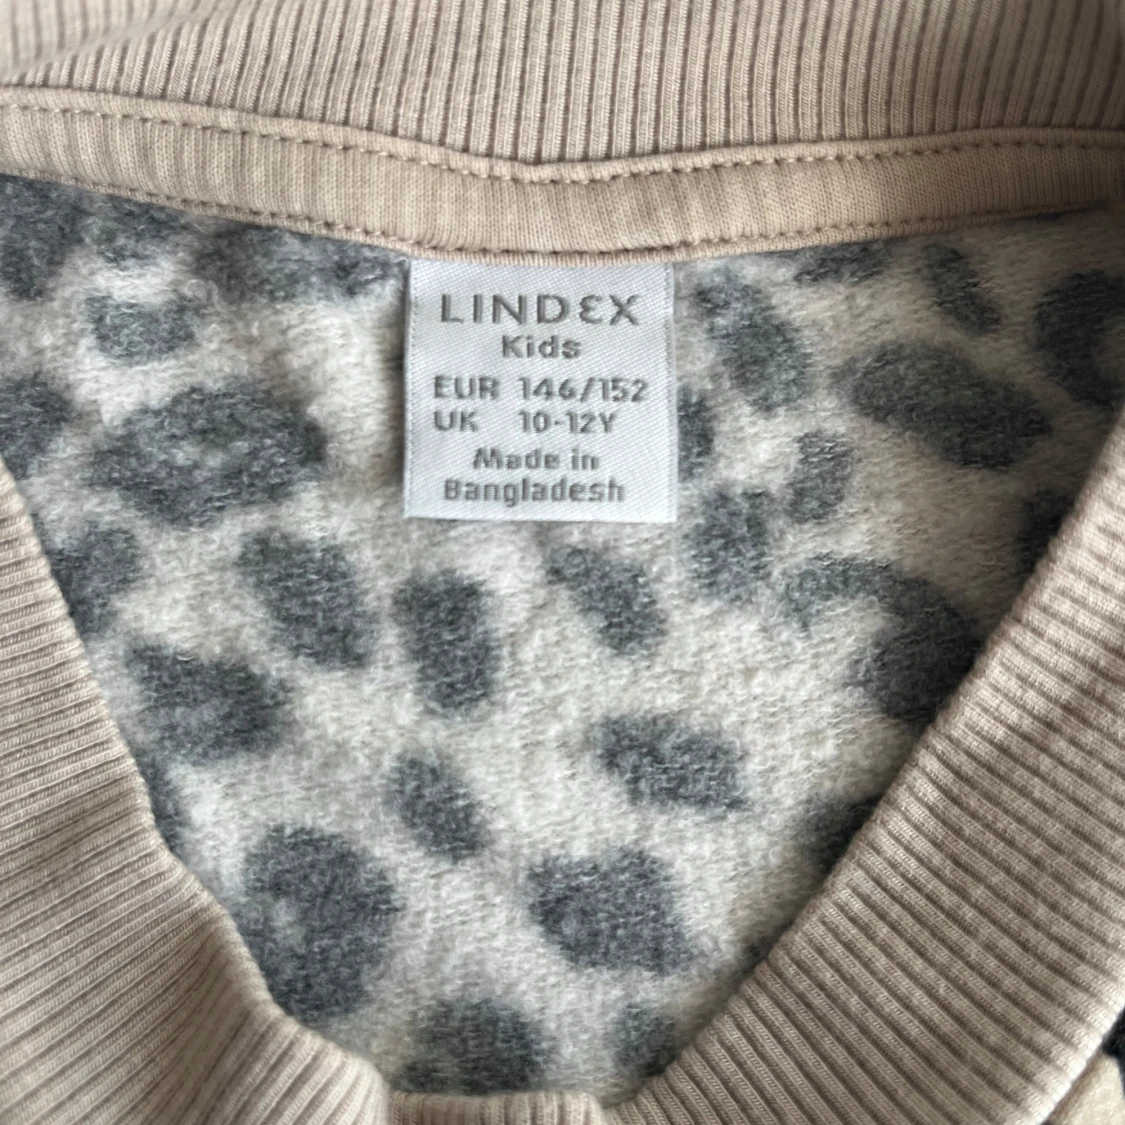 LINDEX
Kids
EUR 146/152
UK 10-12Y
Made in
Bangladesh